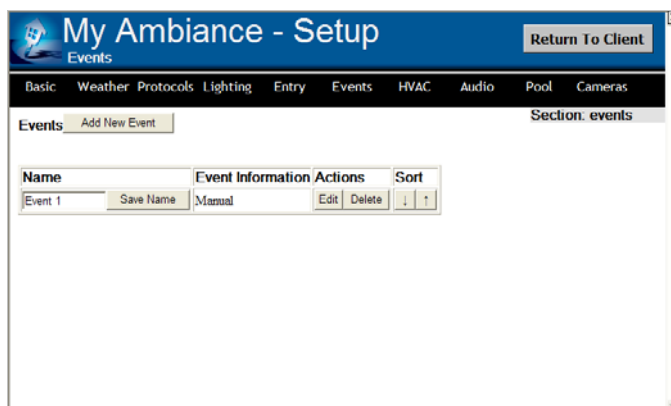 My Ambiance - Setup
Events
Return To Client
Basic Weather Protocols Lighting Entry Events HVAC Audio Pool Cameras
Section: events
Events Add New Event
Name Event Information Actions Sort
Event 1 Save Name Manual Edit Delete ↓ ↑